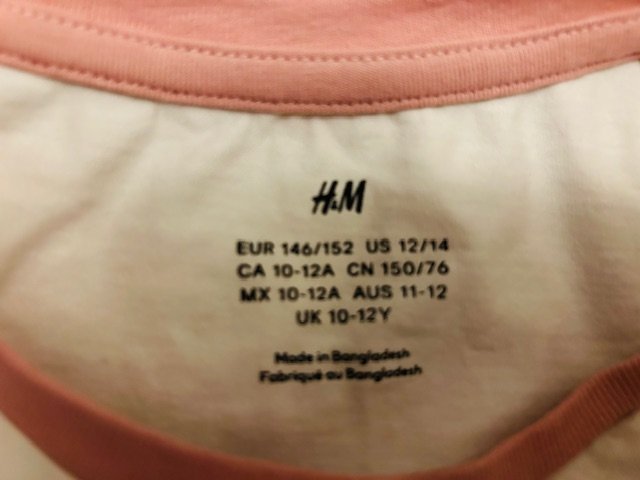 H&M
EUR 146/152 US 12/14
CA 10-12A CN 150/76
MX 10-12A AUS 11-12
UK 10-12Y
Made in Bangladesh
Fabriqué au Bangladesh